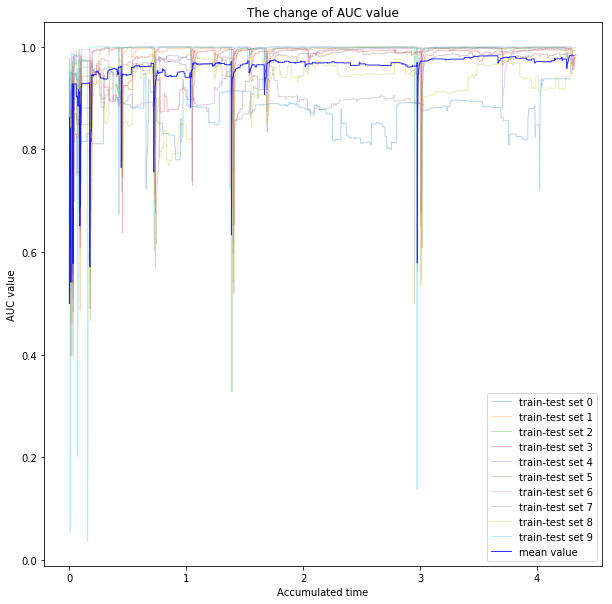 The change of AUC value
AUC value
1.0
0.8
0.6
0.4
0.2
0.0
train-test set 0
train-test set 1
train-test set 2
train-test set 3
train-test set 4
train-test set 5
train-test set 6
train-test set 7
train-test set 8
train-test set 9
mean value
0 1 2 3 4
Accumulated time